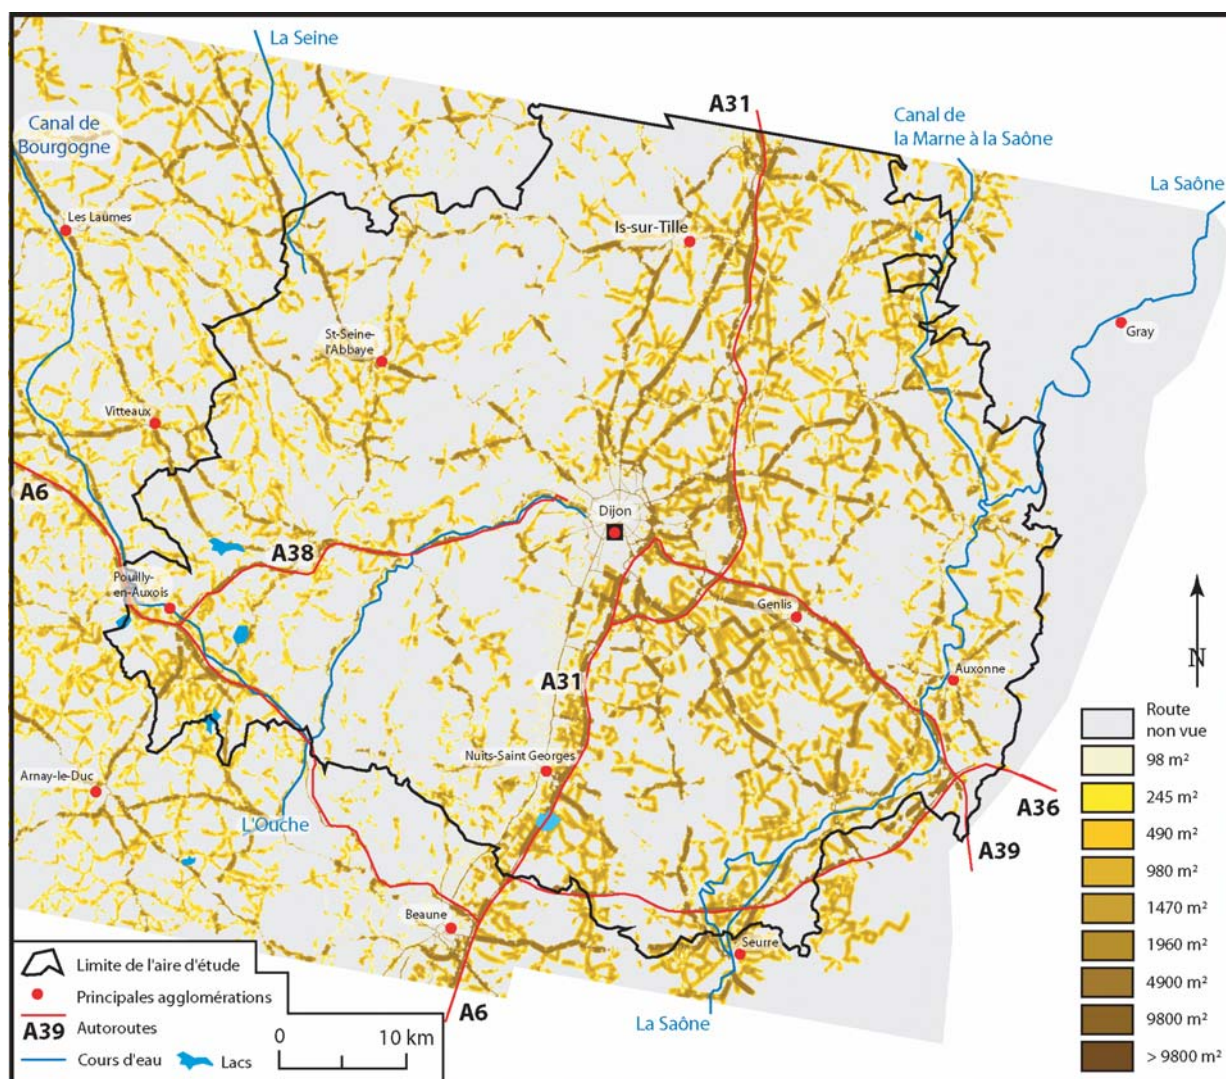 La Seine
A31
Canal de
la Marne à la Saône
Canal de
Bourgogne
La Saône
Les Laumes
Is-sur-Tille
Gray
St-Seine-
l'Abbaye
Vitteaux
A6
Dijon
A38
Pouilly-
en-Auxois
Genlis
N
Auxonne
A31
Nuits-Saint Georges
Arnay-le-Duc
L'Ouche
A36
A39
Beaune
Seurre
A6
La Saône
Route
non vue
98 m²
245 m²
490 m²
980 m²
1470 m²
1960 m²
4900 m²
9800 m²
> 9800 m²
Limite de l'aire d'étude
Principales agglomérations
A39 Autoroutes
Cours d'eau
Lacs
0 10 km